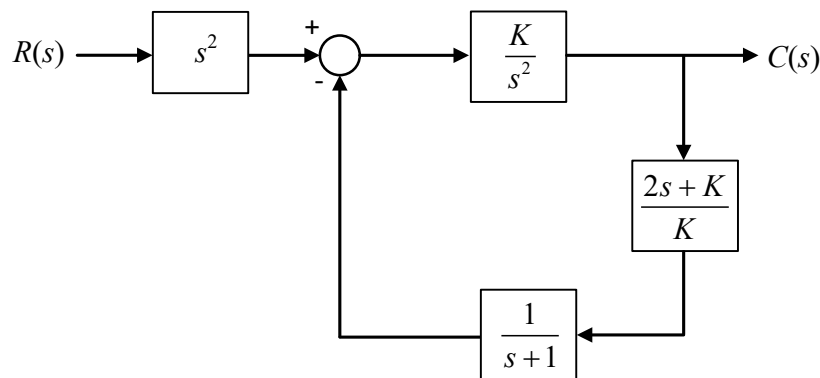 R(s)
s²
+
-
K
s²
C(s)
2s + K
K
1
s + 1